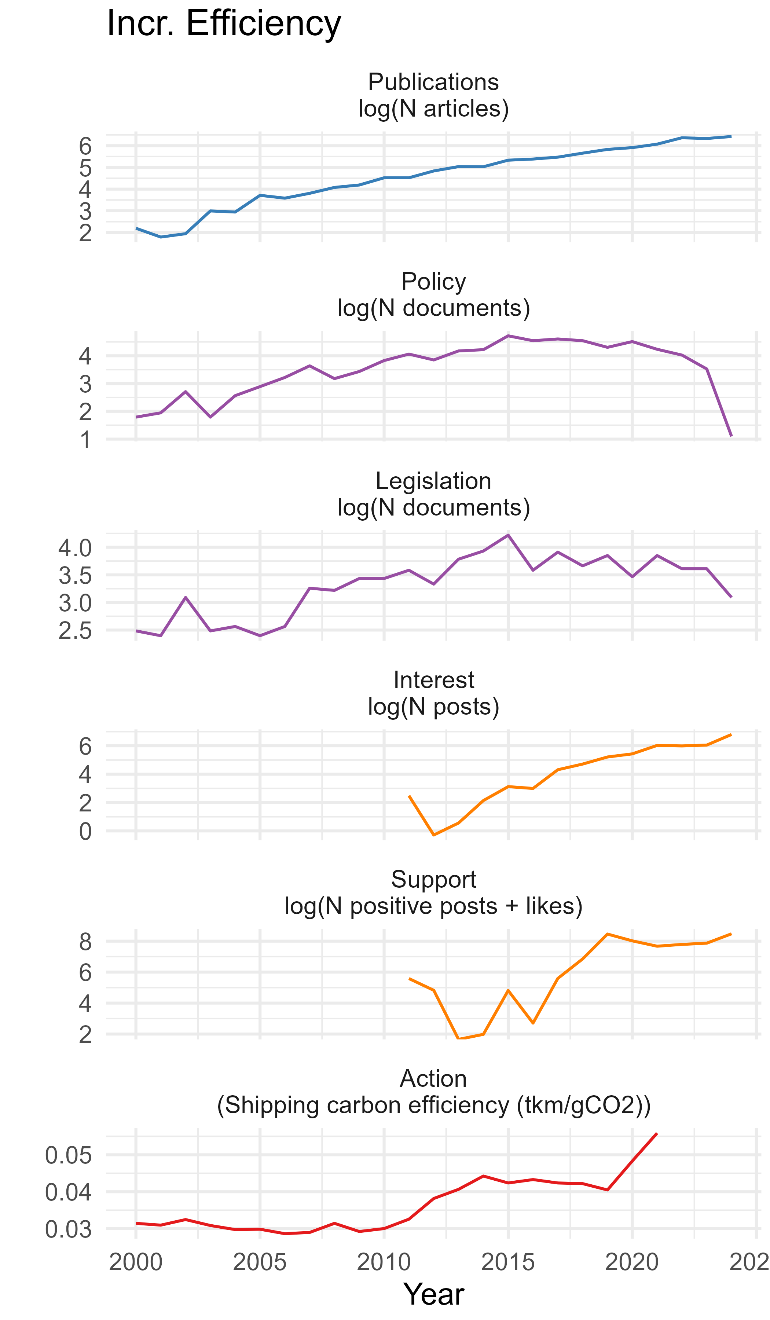 Incr. Efficiency
Publications
log(N articles)
6
5
4
3
2
Policy
log(N documents)
4
3
2
1
Legislation
log(N documents)
4.0
3.5
3.0
2.5
Interest
log(N posts)
6
4
2
0
Support
log(N positive posts + likes)
8
6
4
2
Action
(Shipping carbon efficiency (tkm/gCO2))
0.05
0.04
0.03
2000 2005 2010 2015 2020 202
Year